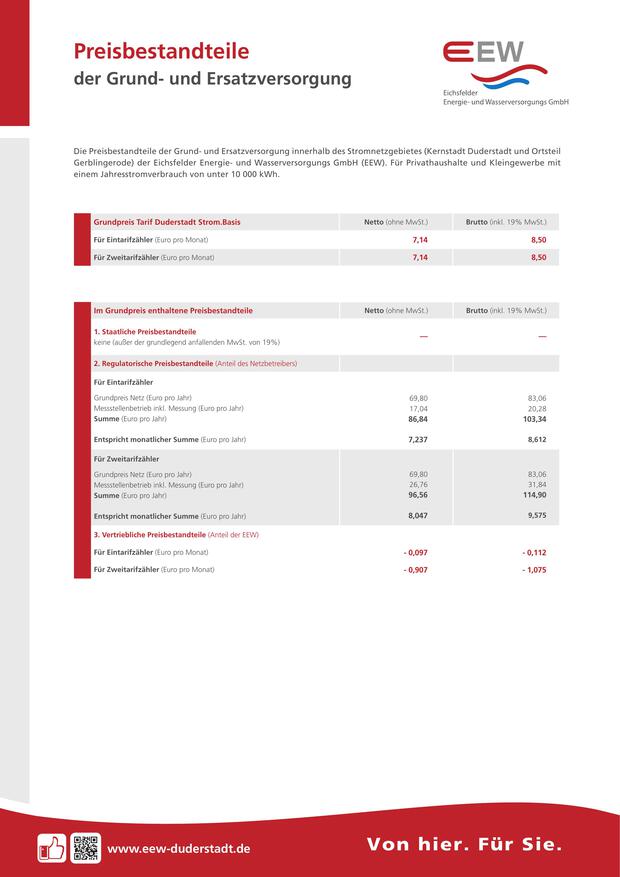 Preisbestandteile
der Grund- und Ersatzversorgung
EEW
Eichsfelder
Energie- und Wasserversorgungs GmbH
Die Preisbestandteile der Grund- und Ersatzversorgung innerhalb des Stromnetzgebietes (Kernstadt Duderstadt und Ortsteil
Gerblingerode) der Eichsfelder Energie- und Wasserversorgungs GmbH (EEW). Für Privathaushalte und Kleingewerbe mit
einem Jahresstromverbrauch von unter 10 000 kWh.
Grundpreis Tarif Duderstadt Strom.Basis Netto (ohne MwSt.) Brutto (inkl. 19% MwSt.)
Für Eintarifzähler (Euro pro Monat) 7,14 8,50
Für Zweitarifzähler (Euro pro Monat) 7,14 8,50
Im Grundpreis enthaltene Preisbestandteile Netto (ohne MwSt.) Brutto (inkl. 19% MwSt.)
1. Staatliche Preisbestandteile
keine (außer der grundlegend anfallenden MwSt. von 19%) — —
2. Regulatorische Preisbestandteile (Anteil des Netzbetreibers)
Für Eintarifzähler
Grundpreis Netz (Euro pro Jahr) 69,80 83,06
Messstellenbetrieb inkl. Messung (Euro pro Jahr) 17,04 20,28
Summe (Euro pro Jahr) 86,84 103,34
Entspricht monatlicher Summe (Euro pro Jahr) 7,237 8,612
Für Zweitarifzähler
Grundpreis Netz (Euro pro Jahr) 69,80 83,06
Messstellenbetrieb inkl. Messung (Euro pro Jahr) 26,76 31,84
Summe (Euro pro Jahr) 96,56 114,90
Entspricht monatlicher Summe (Euro pro Jahr) 8,047 9,575
3. Vertriebliche Preisbestandteile (Anteil der EEW)
Für Eintarifzähler (Euro pro Monat) - 0,097 - 0,112
Für Zweitarifzähler (Euro pro Monat) - 0,907 - 1,075
www.eew-duderstadt.de
Von hier. Für Sie.